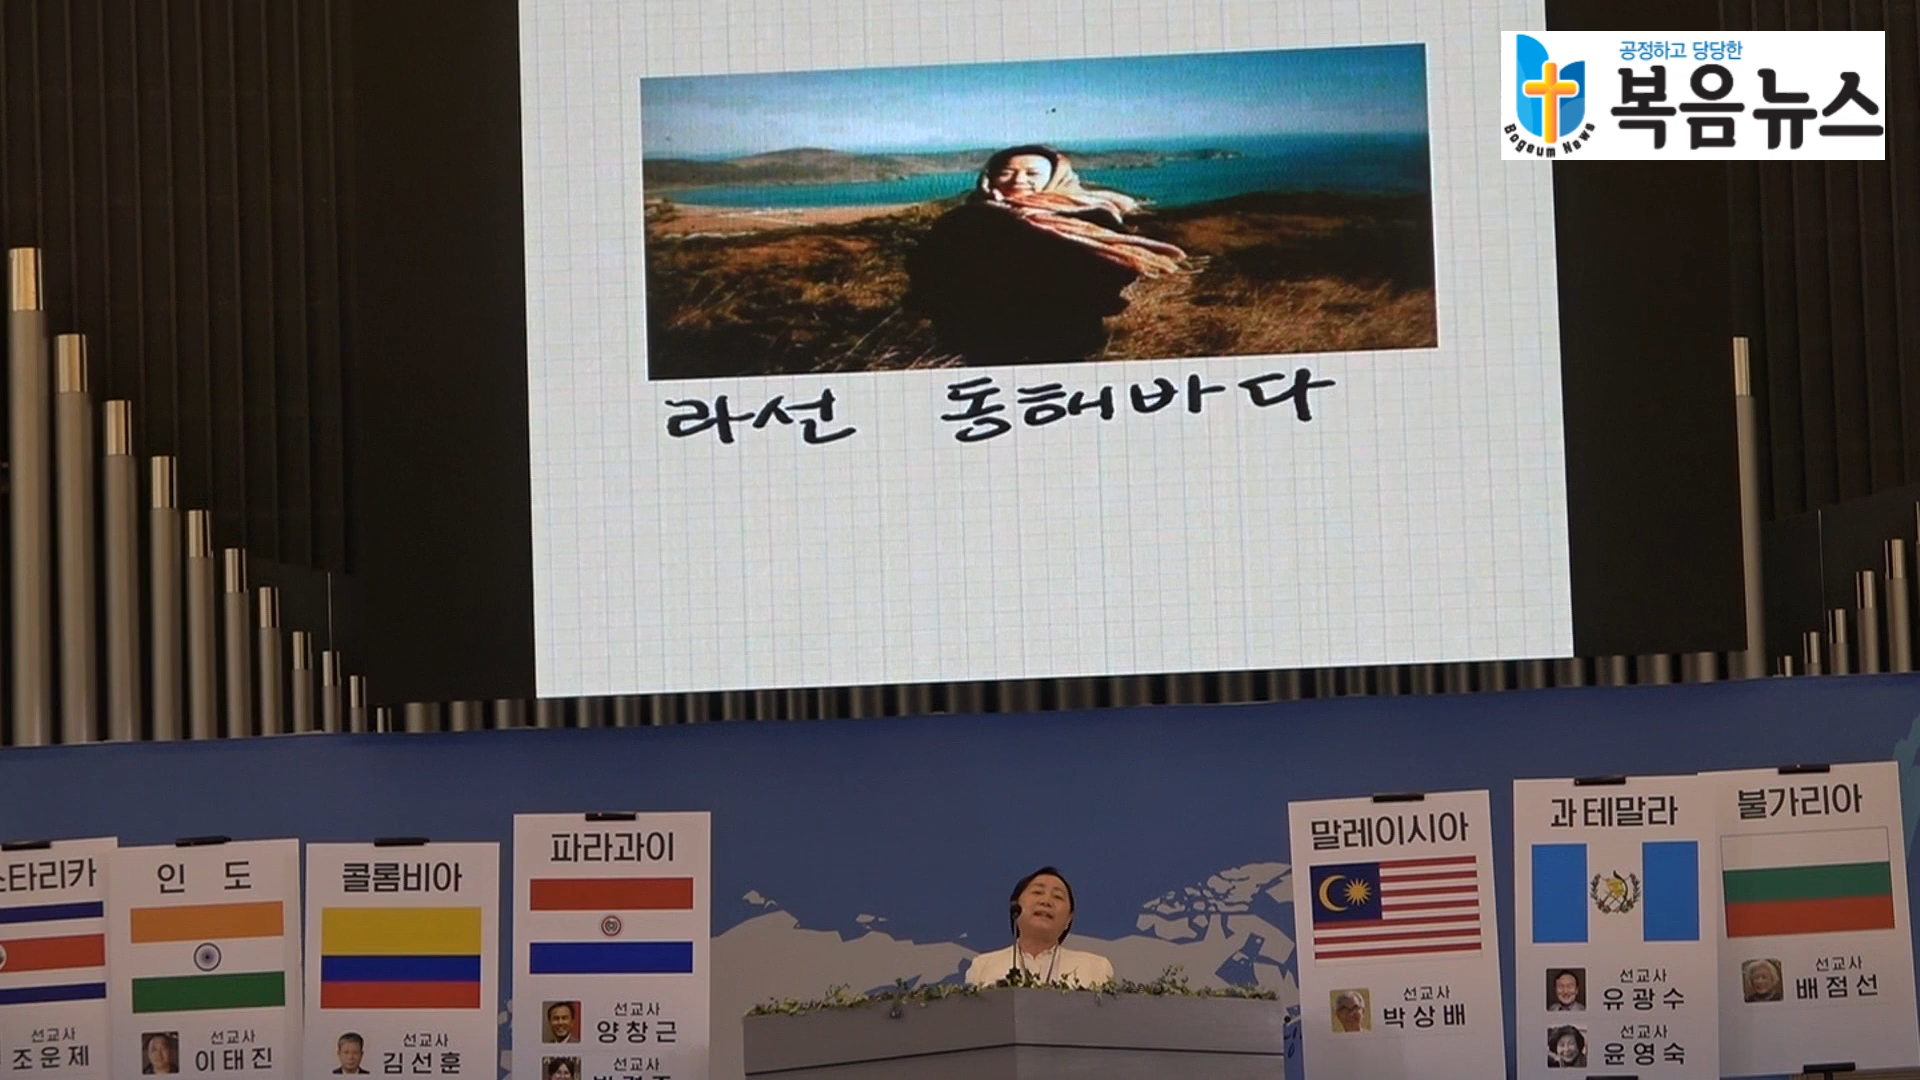 공정하고 당당한
복음뉴스
Bogeum News
라선 동해바다
스타리카
선교사
조운제
인 도
선교사
이태진
콜롬비아
선교사
김선훈
파라과이
선교사
양창근
선교사
말레이시아
선교사
박상배
과테말라
선교사
유광수
선교사
윤영숙
불가리아
선교사
배점선